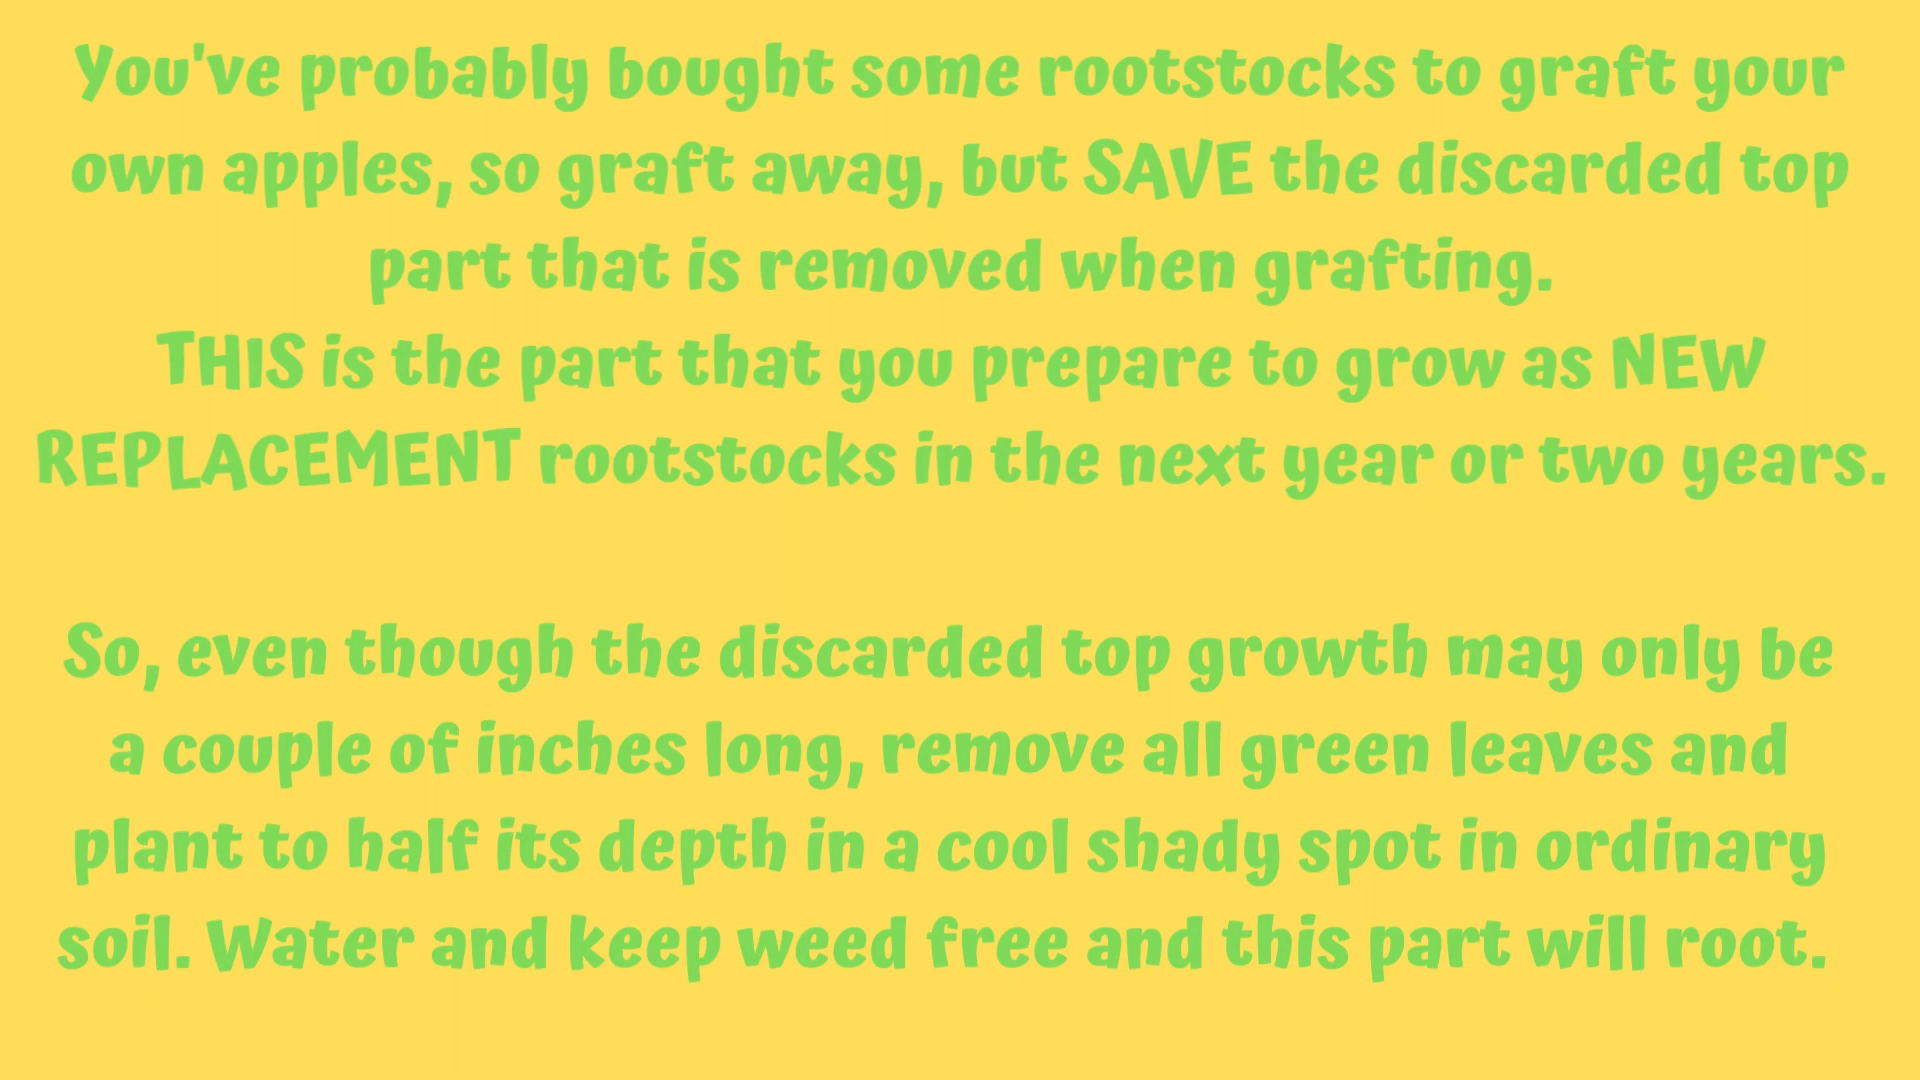 You've probably bought some rootstocks to graft your
own apples, so graft away, but SAVE the discarded top
part that is removed when grafting.
THIS is the part that you prepare to grow as NEW
REPLACEMENT rootstocks in the next year or two years.
So, even though the discarded top growth may only be
a couple of inches long, remove all green leaves and
plant to half its depth in a cool shady spot in ordinary
soil. Water and keep weed free and this part will root.